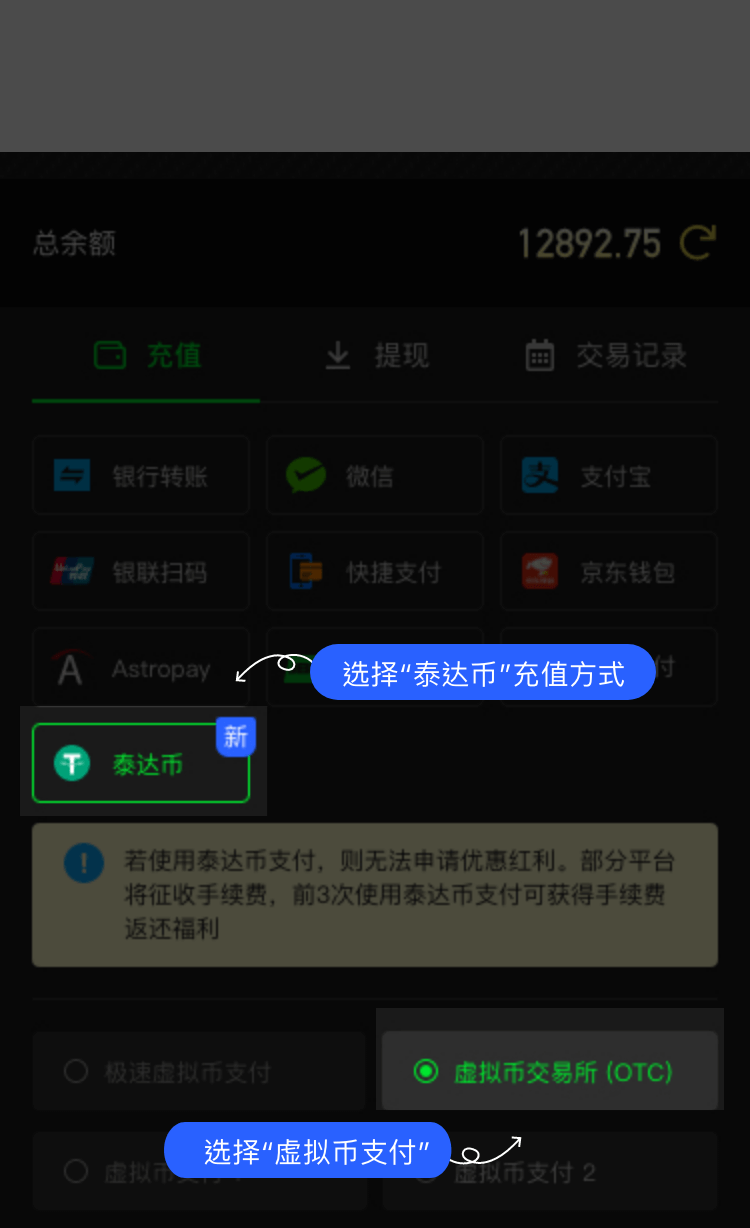 总余额
12892.75
充值
提现
交易记录
银行转账
微信
支付宝
银联扫码
快捷支付
京东钱包
Astropay
选择“泰达币”充值方式
付
新
泰达币
若使用泰达币支付，则无法申请优惠红利。部分平台
将征收手续费，前3次使用泰达币支付可获得手续费
返还福利
极速虚拟币支付
虚拟币交易所 (OTC)
选择“虚拟币支付”
虚拟币支付 2